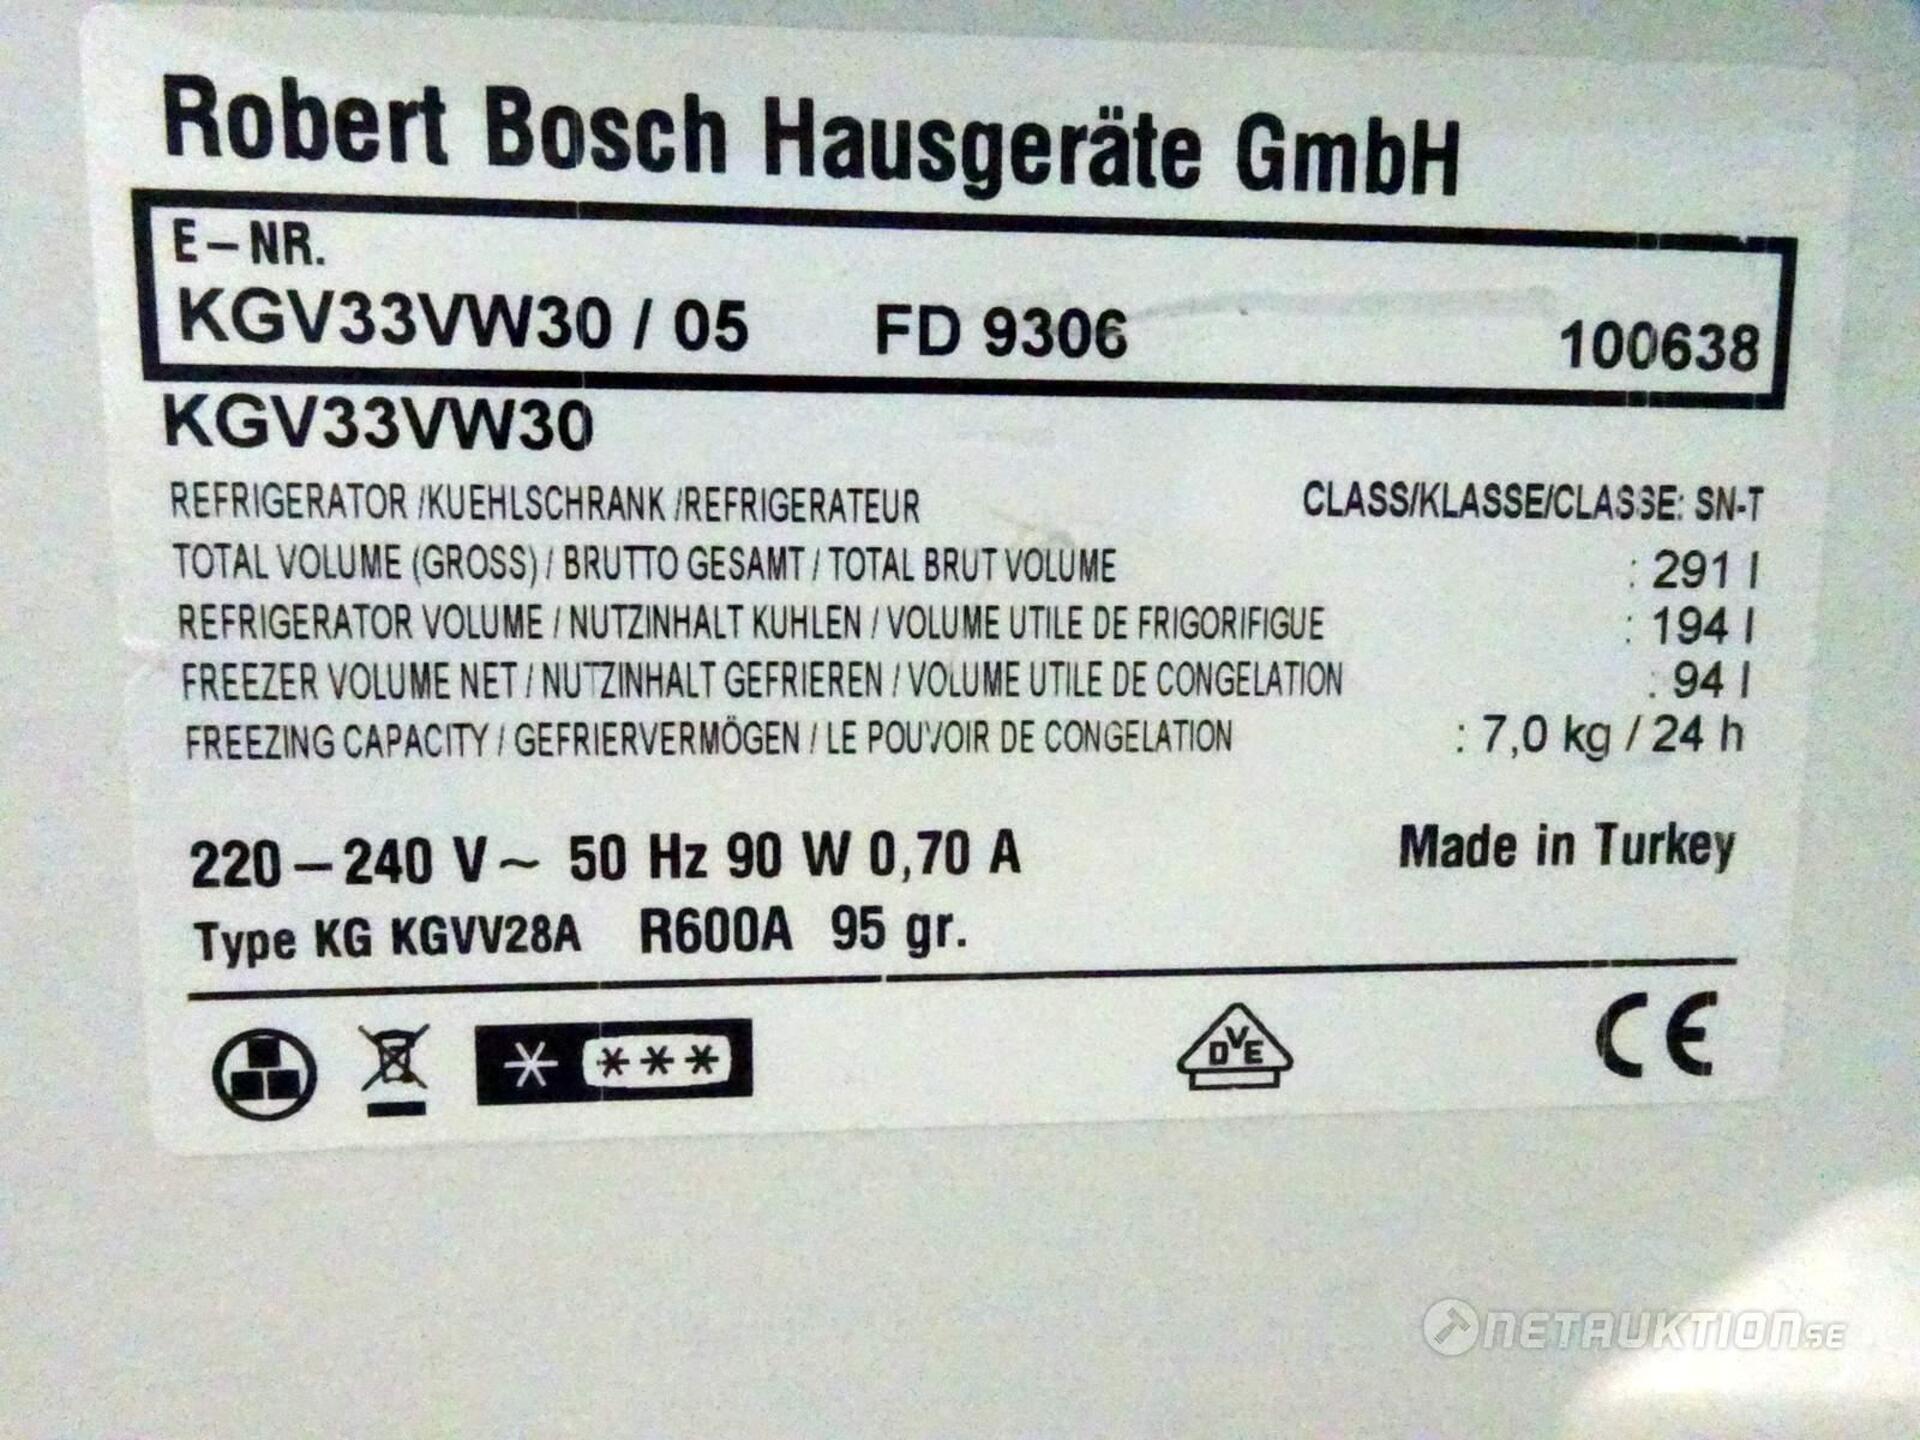 Robert Bosch Hausgeräte GmbH
E-NR.
KGV33VW30 / 05 FD 9306 100638
KGV33VW30
REFRIGERATOR /KUEHLSCHRANK /REFRIGERATEUR CLASS/KLASSE/CLASSE: SN-T
TOTAL VOLUME (GROSS) / BRUTTO GESAMT / TOTAL BRUT VOLUME : 291 l
REFRIGERATOR VOLUME / NUTZINHALT KUHLEN / VOLUME UTILE DE FRIGORIFIGUE : 194 l
FREEZER VOLUME NET / NUTZINHALT GEFRIEREN / VOLUME UTILE DE CONGELATION : 94 l
FREEZING CAPACITY / GEFRIERVERMÖGEN / LE POUVOIR DE CONGELATION : 7,0 kg / 24 h
220-240 V~ 50 Hz 90 W 0,70 A Made in Turkey
Type KG KGVV28A R600A 95 gr.
* *** DVE CE
NETAUKTION.SE